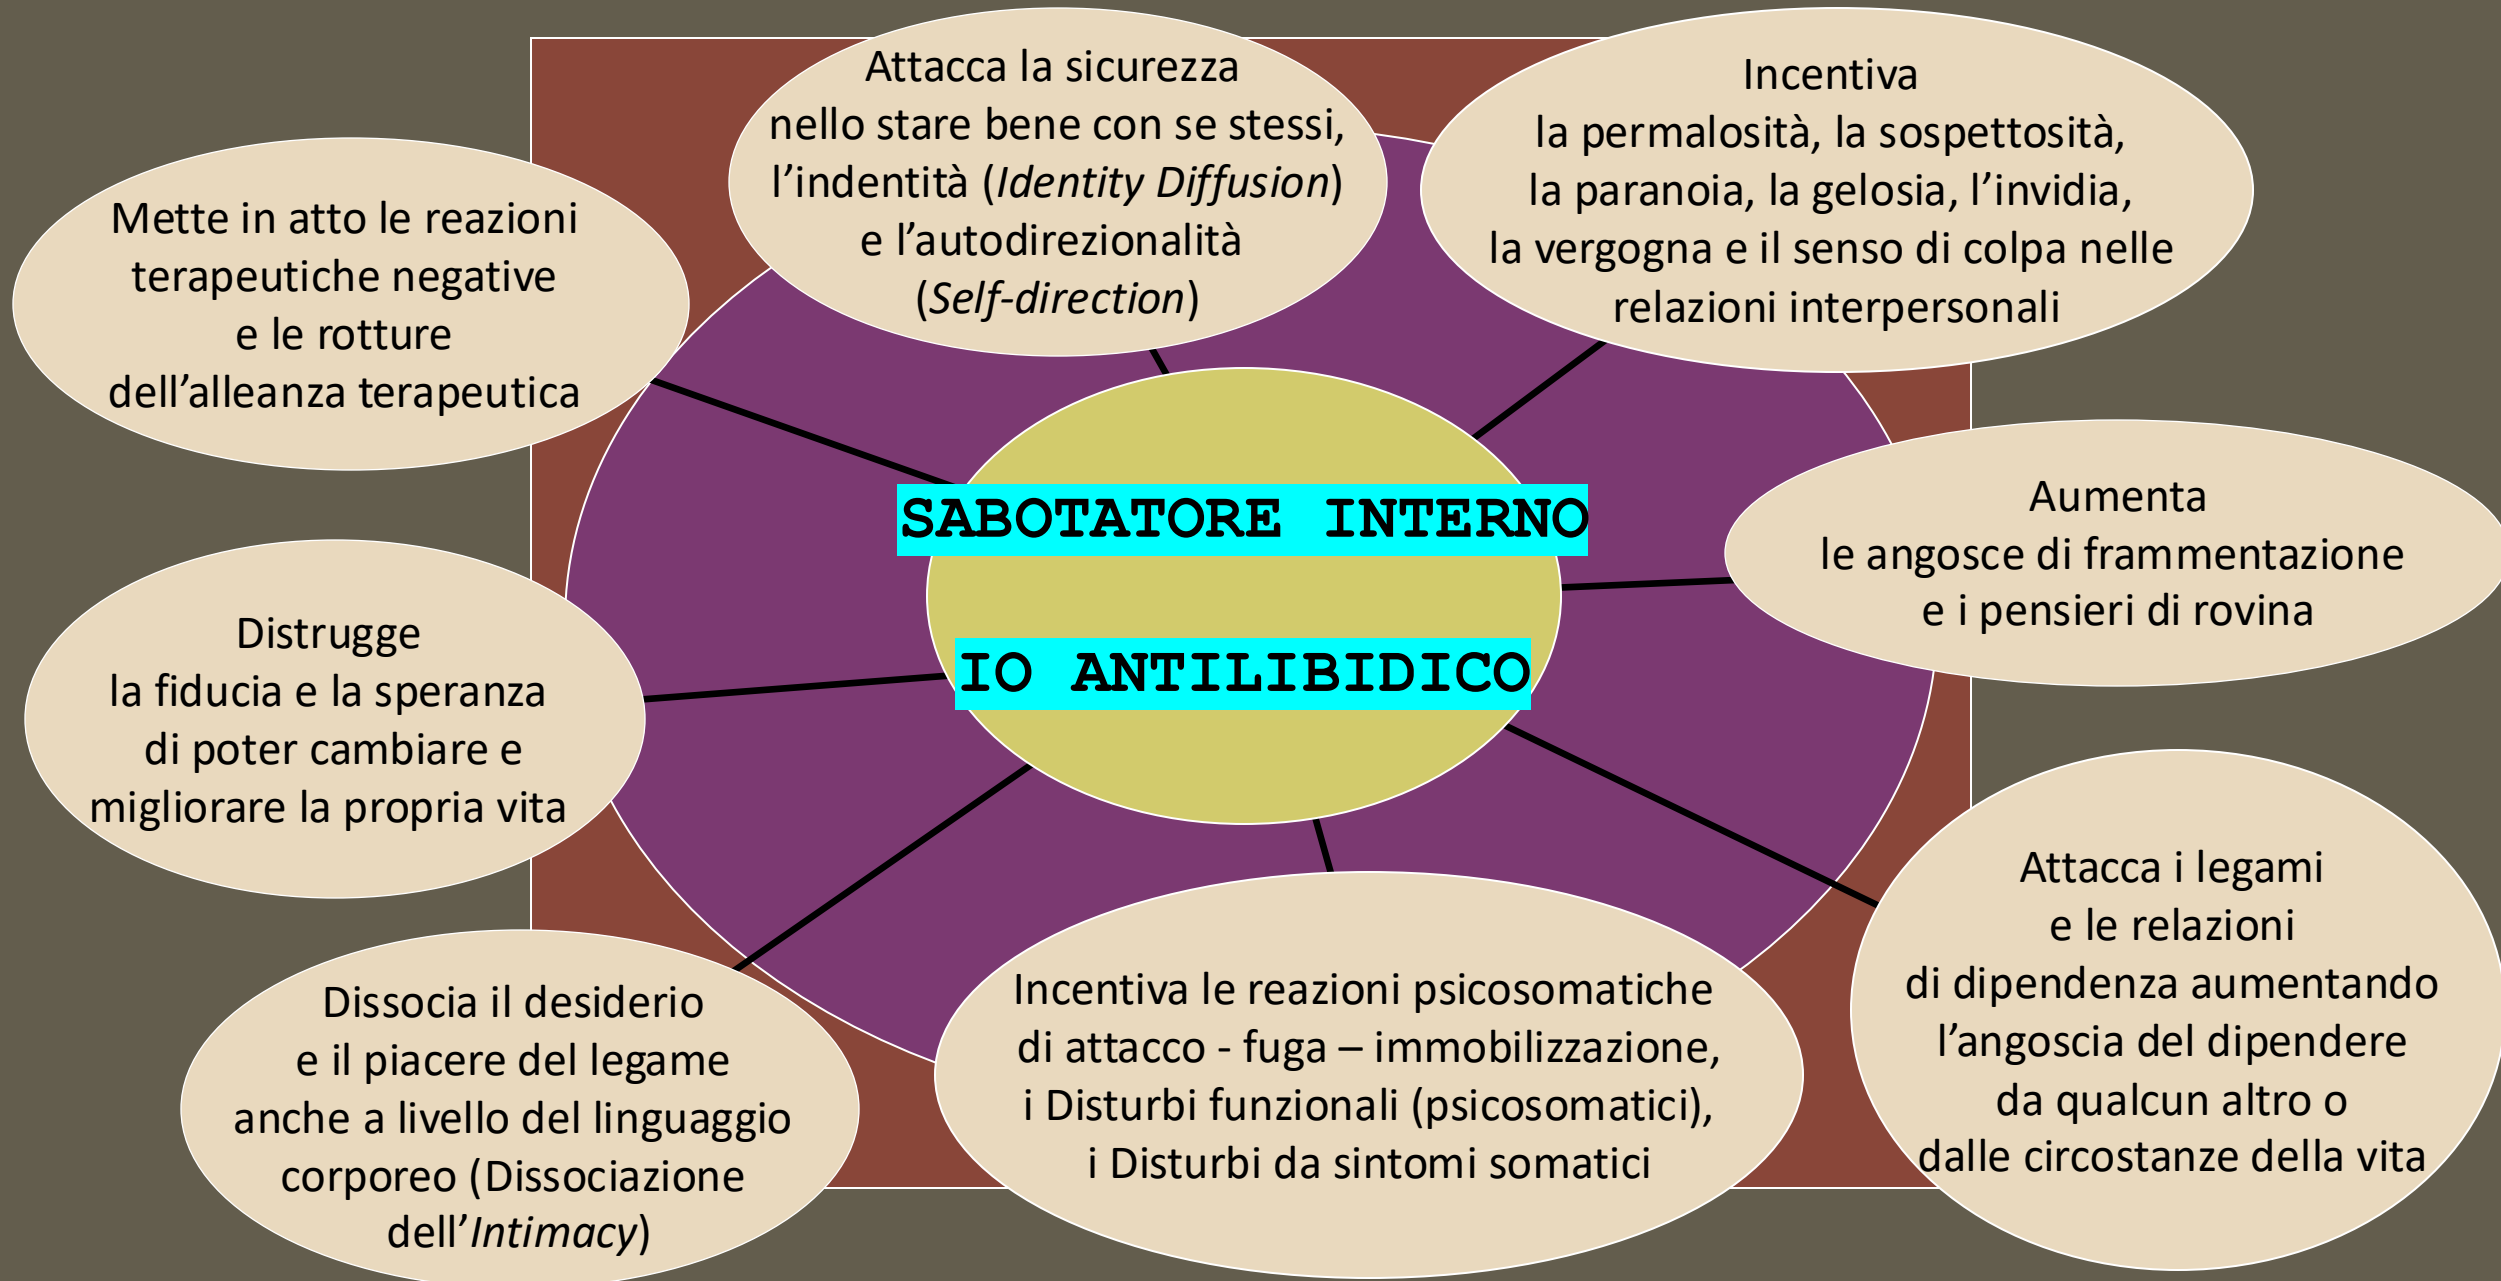 Attacca la sicurezza
nello stare bene con se stessi,
l’indentità (Identity Diffusion)
e l’autodirezionalità
(Self-direction)
Incentiva
la permalosità, la sospettosità,
la paranoia, la gelosia, l’invidia,
la vergogna e il senso di colpa nelle
relazioni interpersonali
Mette in atto le reazioni
terapeutiche negative
e le rotture
dell’alleanza terapeutica
SABOTATORE INTERNO
IO ANTILIBIDICO
Aumenta
le angosce di frammentazione
e i pensieri di rovina
Distrugge
la fiducia e la speranza
di poter cambiare e
migliorare la propria vita
Attacca i legami
e le relazioni
di dipendenza aumentando
l’angoscia del dipendere
da qualcun altro o
dalle circostanze della vita
Dissocia il desiderio
e il piacere del legame
anche a livello del linguaggio
corporeo (Dissociazione
dell’Intimacy)
Incentiva le reazioni psicosomatiche
di attacco - fuga – immobilizzazione,
i Disturbi funzionali (psicosomatici),
i Disturbi da sintomi somatici